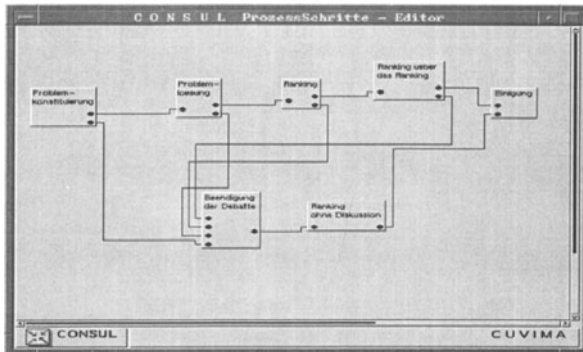 CONSUL ProzessSchritte - Editor
Problem-
konstituierung
Problem-
loesung
Ranking
Ranking ueber
das Ranking
Einigung
Beendigung
der Debatte
Ranking
ohne Diskussion
CONSUL
CUVIMA